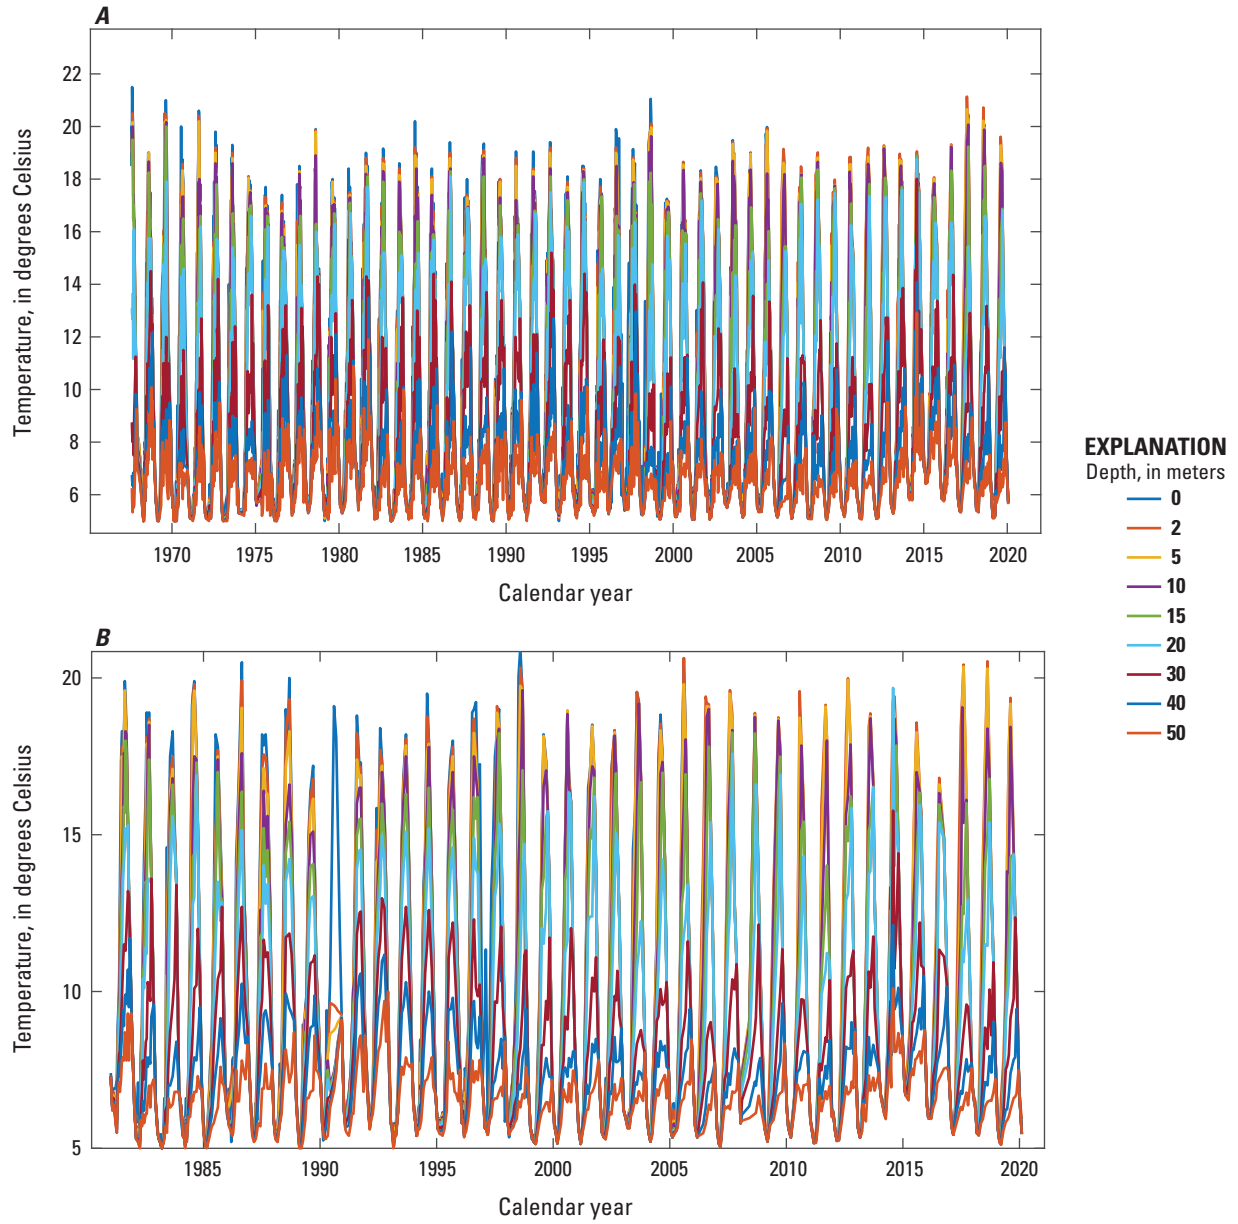 A
22
20
18
16
14
12
10
8
6
Temperature, in degrees Celsius
1970 1975 1980 1985 1990 1995 2000 2005 2010 2015 2020
Calendar year
EXPLANATION
Depth, in meters
0
2
5
10
15
20
30
40
50
B
20
15
10
5
Temperature, in degrees Celsius
1985 1990 1995 2000 2005 2010 2015 2020
Calendar year